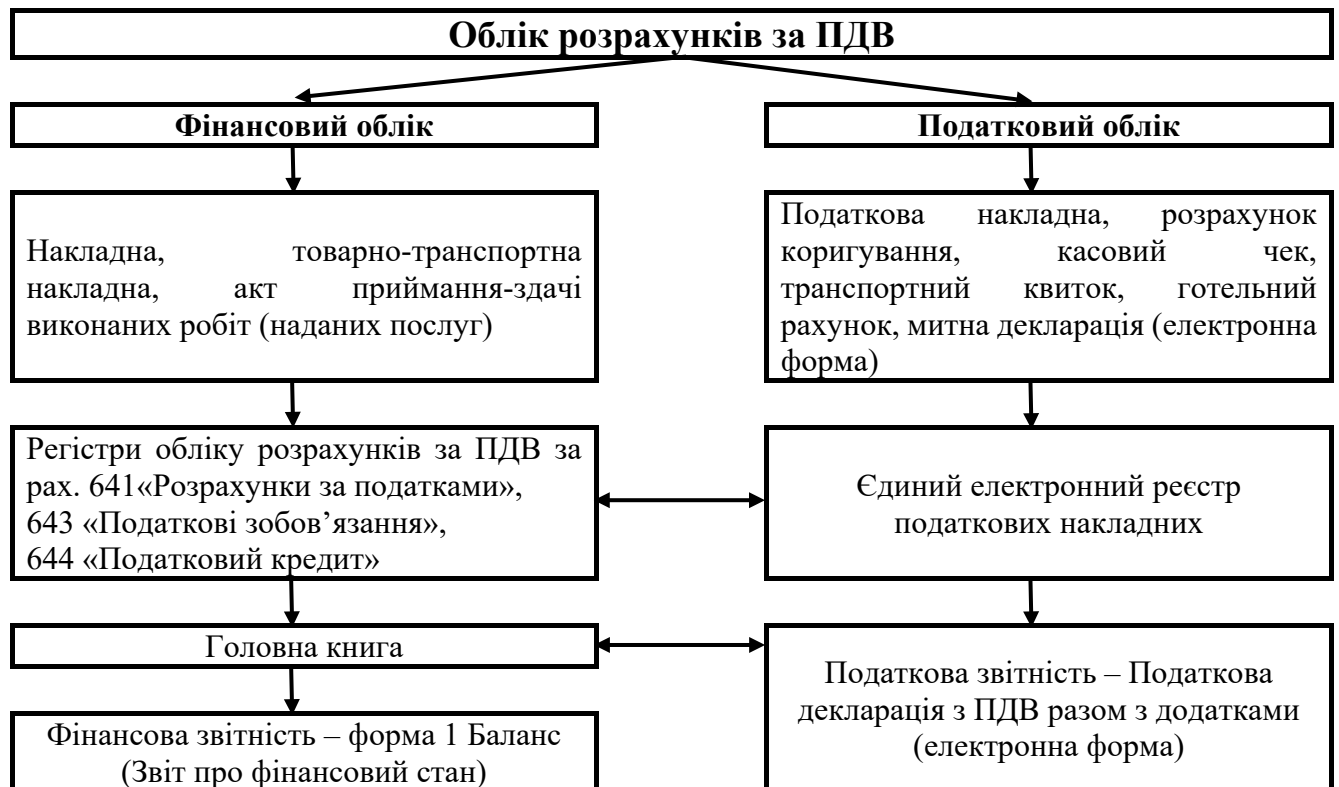 Облік розрахунків за ПДВ
Фінансовий облік
Податковий облік
Накладна, товарно-транспортна
накладна, акт приймання-здачі
виконаних робіт (наданих послуг)
Податкова накладна, розрахунок
коригування, касовий чек,
транспортний квиток, готельний
рахунок, митна декларація (електронна
форма)
Регістри обліку розрахунків за ПДВ за
рах. 641«Розрахунки за податками»,
643 «Податкові зобов’язання»,
644 «Податковий кредит»
Єдиний електронний реєстр
податкових накладних
Головна книга
Податкова звітність – Податкова
декларація з ПДВ разом з додатками
(електронна форма)
Фінансова звітність – форма 1 Баланс
(Звіт про фінансовий стан)